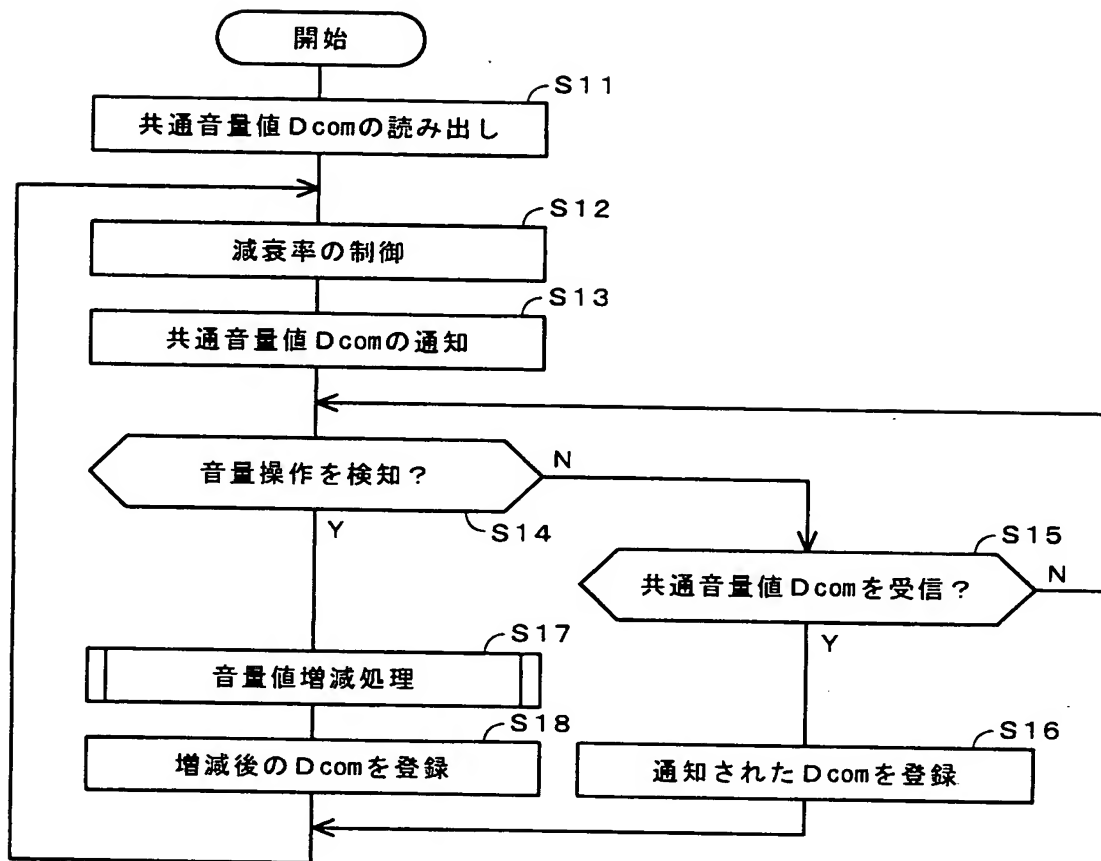 開始
S11
共通音量値Dcomの読み出し
S12
減衰率の制御
S13
共通音量値Dcomの通知
音量操作を検知?
N
S14
Y
S15
共通音量値Dcomを受信?
N
Y
S17
音量値増減処理
S18
増減後のDcomを登録
S16
通知されたDcomを登録